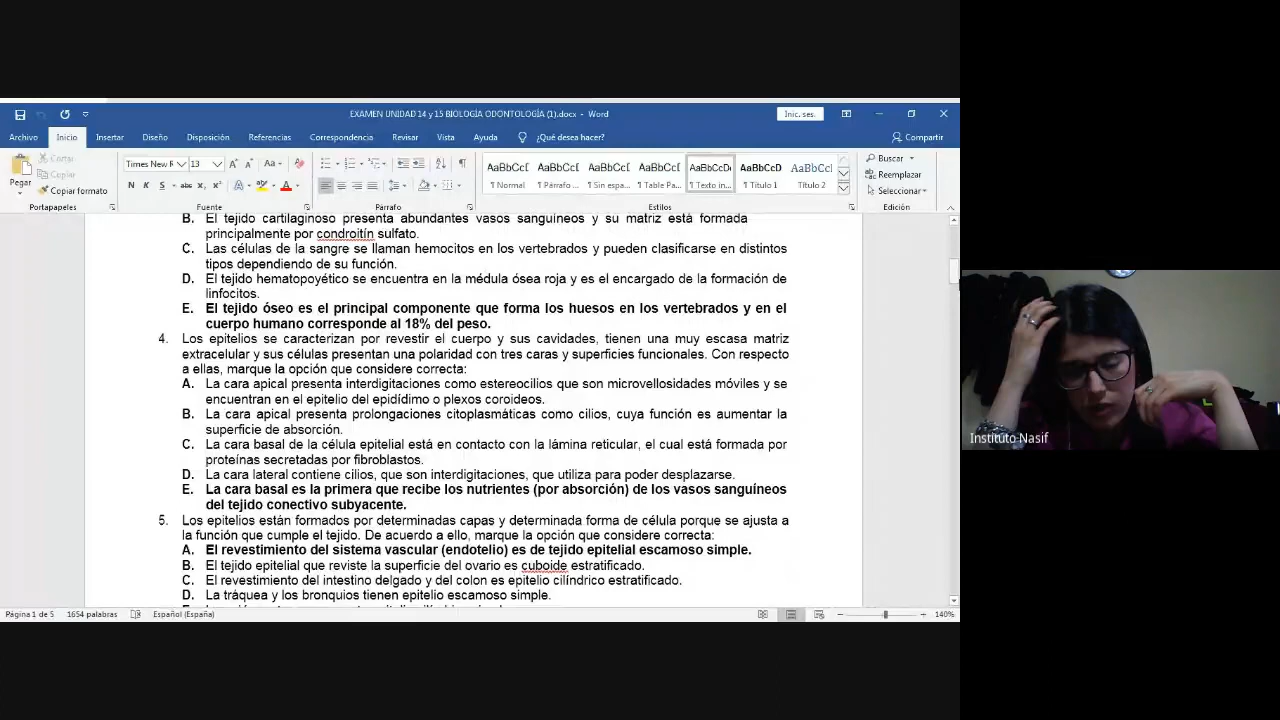 EXAMEN UNIDAD 14 y 15 BIOLOGÍA ODONTOLOGÍA (1).docx - Word
Inic. ses.
Archivo Inicio Insertar Diseño Disposición Referencias Correspondencia Revisar Vista Ayuda ¿Qué desea hacer? Compartir
Pegar
Cortar
Copiar
Copiar formato
Times New R 13
Aa
N K S abc x₂ x²
AaBbCcD AaBbCcD AaBbCcD AaBbCcD AaBbCcDc AaBbCcD AaBbCcl
¶ Normal ¶ Párrafo ... ¶ Sin espa... ¶ Table Pa... ¶ Texto in... ¶ Título 1 Título 2
Buscar
Reemplazar
Seleccionar
Portapapeles Fuente Párrafo Estilos Edición
B. El tejido cartilaginoso presenta abundantes vasos sanguíneos y su matriz está formada
principalmente por condroitín sulfato.
C. Las células de la sangre se llaman hemocitos en los vertebrados y pueden clasificarse en distintos
tipos dependiendo de su función.
D. El tejido hematopoyético se encuentra en la médula ósea roja y es el encargado de la formación de
linfocitos.
E. El tejido óseo es el principal componente que forma los huesos en los vertebrados y en el
cuerpo humano corresponde al 18% del peso.
4. Los epitelios se caracterizan por revestir el cuerpo y sus cavidades, tienen una muy escasa matriz
extracelular y sus células presentan una polaridad con tres caras y superficies funcionales. Con respecto
a ellas, marque la opción que considere correcta:
A. La cara apical presenta interdigitaciones como estereocilios que son microvellosidades móviles y se
encuentran en el epitelio del epidídimo o plexos coroideos.
B. La cara apical presenta prolongaciones citoplasmáticas como cilios, cuya función es aumentar la
superficie de absorción.
C. La cara basal de la célula epitelial está en contacto con la lámina reticular, el cual está formada por
proteínas secretadas por fibroblastos.
D. La cara lateral contiene cilios, que son interdigitaciones, que utiliza para poder desplazarse.
E. La cara basal es la primera que recibe los nutrientes (por absorción) de los vasos sanguíneos
del tejido conectivo subyacente.
5. Los epitelios están formados por determinadas capas y determinada forma de célula porque se ajusta a
la función que cumple el tejido. De acuerdo a ello, marque la opción que considere correcta:
A. El revestimiento del sistema vascular (endotelio) es de tejido epitelial escamoso simple.
B. El tejido epitelial que reviste la superficie del ovario es cuboide estratificado.
C. El revestimiento del intestino delgado y del colon es epitelio cilíndrico estratificado.
D. La tráquea y los bronquios tienen epitelio escamoso simple.
Página 1 de 5 1654 palabras Español (España) 140%
Instituto Nasif